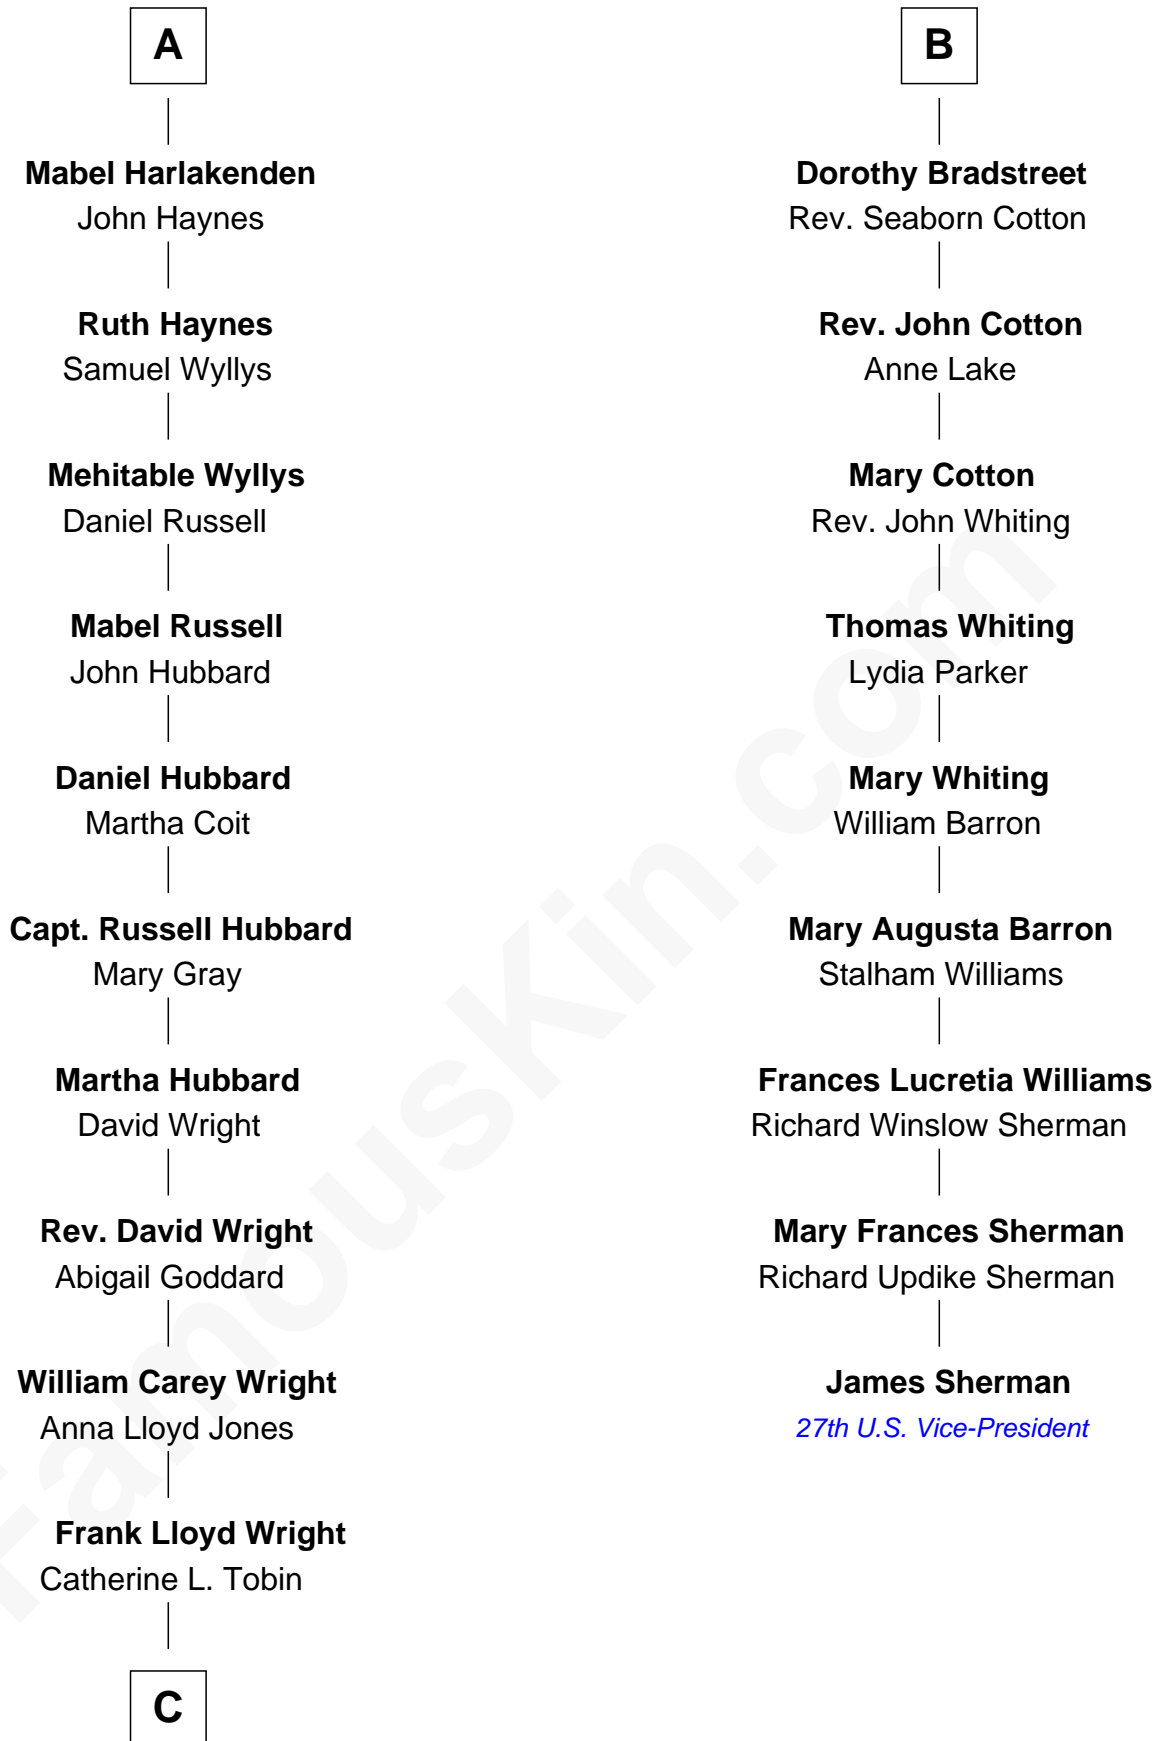 A
Mabel Harlakenden
John Haynes
Ruth Haynes
Samuel Wyllys
Mehitable Wyllys
Daniel Russell
Mabel Russell
John Hubbard
Daniel Hubbard
Martha Coit
Capt. Russell Hubbard
Mary Gray
Martha Hubbard
David Wright
Rev. David Wright
Abigail Goddard
William Carey Wright
Anna Lloyd Jones
Frank Lloyd Wright
Catherine L. Tobin
C
B
Dorothy Bradstreet
Rev. Seaborn Cotton
Rev. John Cotton
Anne Lake
Mary Cotton
Rev. John Whiting
Thomas Whiting
Lydia Parker
Mary Whiting
William Barron
Mary Augusta Barron
Stalham Williams
Frances Lucretia Williams
Richard Winslow Sherman
Mary Frances Sherman
Richard Updike Sherman
James Sherman
27th U.S. Vice-President
FamousKin.com